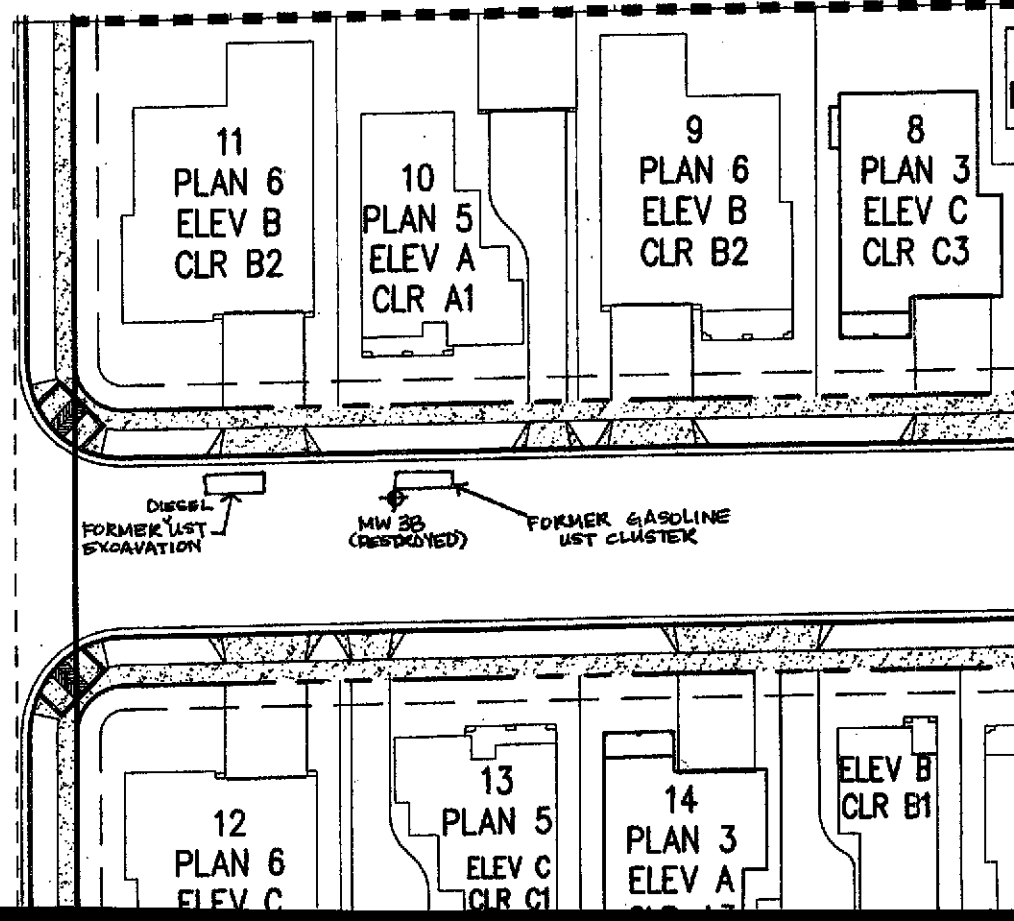 11
PLAN 6
ELEV B
CLR B2
10
PLAN 5
ELEV A
CLR A1
9
PLAN 6
ELEV B
CLR B2
8
PLAN 3
ELEV C
CLR C3
DIESEL
FORMER UST
EXCAVATION
MW 3B
(DESTROYED)
FORMER GASOLINE
UST CLUSTER
12
PLAN 6
ELEV C
13
PLAN 5
ELEV C
CLR C1
14
PLAN 3
ELEV A
ELEV B
CLR B1